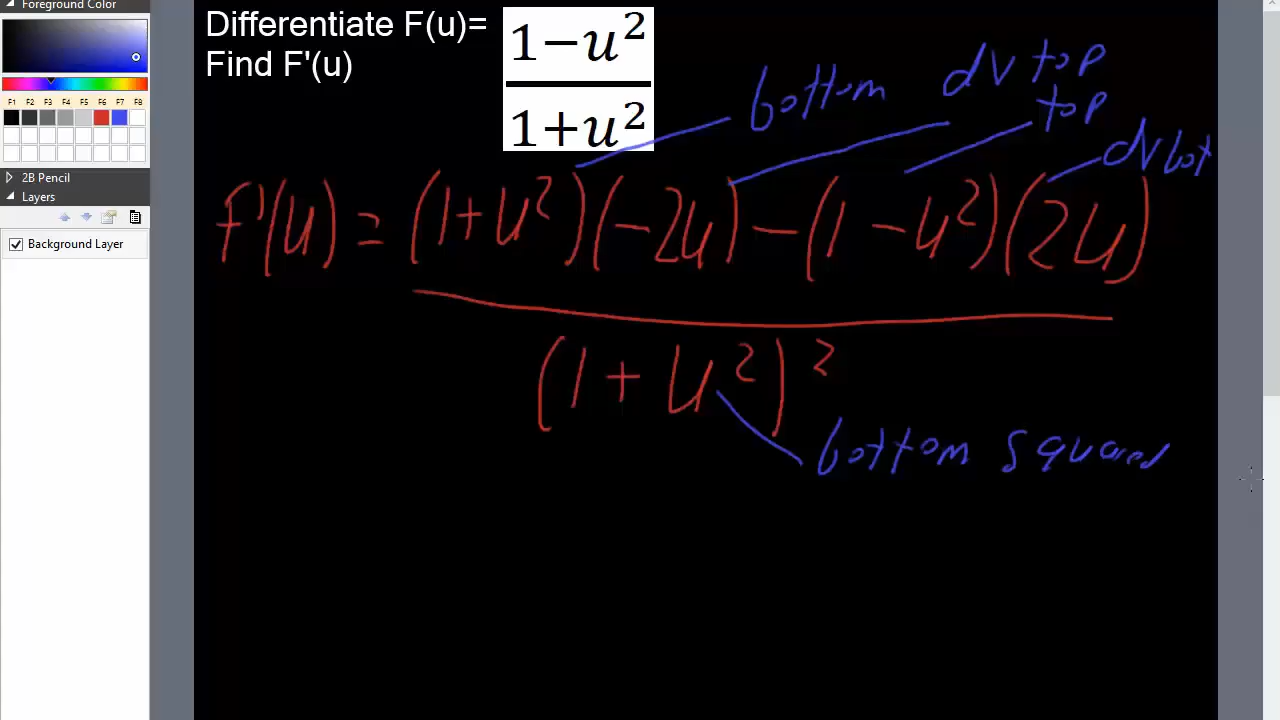 Foreground Color
F1 F2 F3 F4 F5 F6 F7 F8
2B Pencil
Layers
Background Layer
Differentiate F(u)=
Find F'(u)
1−u²
1+u²
bottom
dv top
top
dv bot
F'(u) = (1+u²)(−2u) − (1−u²)(2u)
(1+u²)²
bottom squared